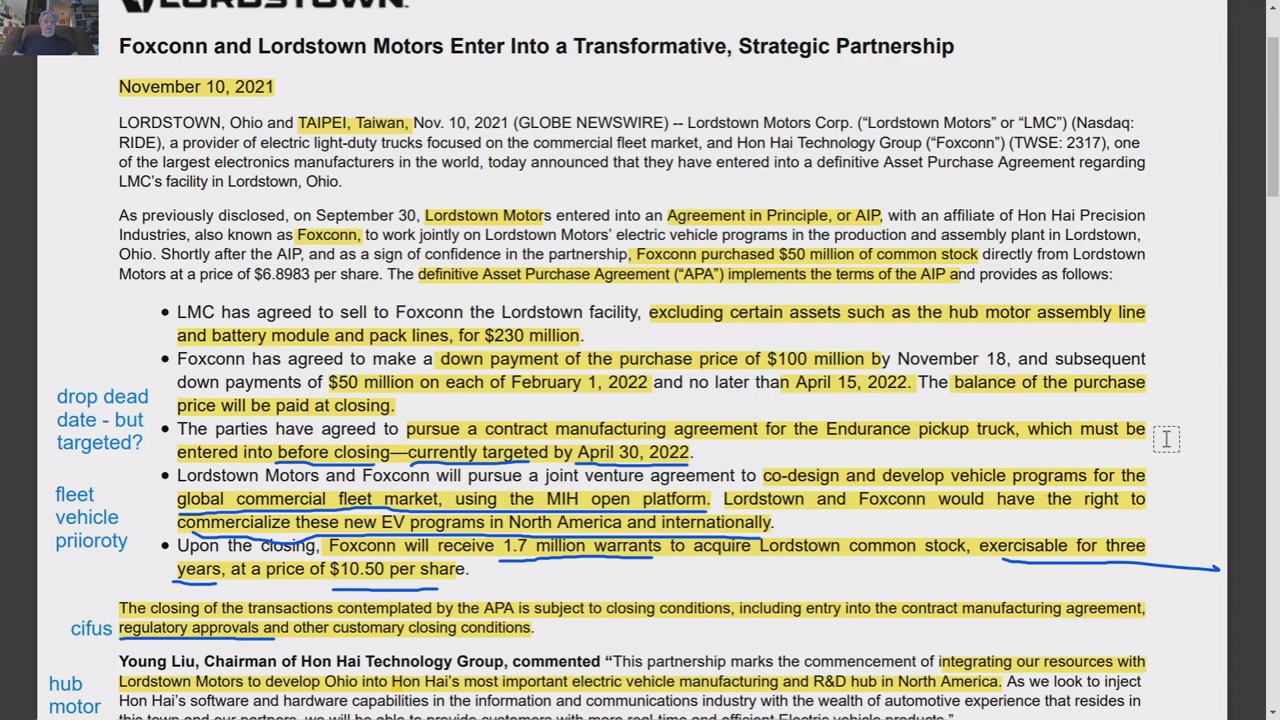 LORDSTOWN.
Foxconn and Lordstown Motors Enter Into a Transformative, Strategic Partnership
November 10, 2021
LORDSTOWN, Ohio and TAIPEI, Taiwan, Nov. 10, 2021 (GLOBE NEWSWIRE) -- Lordstown Motors Corp. (“Lordstown Motors” or “LMC”) (Nasdaq:
RIDE), a provider of electric light-duty trucks focused on the commercial fleet market, and Hon Hai Technology Group (“Foxconn”) (TWSE: 2317), one
of the largest electronics manufacturers in the world, today announced that they have entered into a definitive Asset Purchase Agreement regarding
LMC’s facility in Lordstown, Ohio.
As previously disclosed, on September 30, Lordstown Motors entered into an Agreement in Principle, or AIP, with an affiliate of Hon Hai Precision
Industries, also known as Foxconn, to work jointly on Lordstown Motors’ electric vehicle programs in the production and assembly plant in Lordstown,
Ohio. Shortly after the AIP, and as a sign of confidence in the partnership, Foxconn purchased $50 million of common stock directly from Lordstown
Motors at a price of $6.8983 per share. The definitive Asset Purchase Agreement (“APA”) implements the terms of the AIP and provides as follows:
• LMC has agreed to sell to Foxconn the Lordstown facility, excluding certain assets such as the hub motor assembly line
and battery module and pack lines, for $230 million.
• Foxconn has agreed to make a down payment of the purchase price of $100 million by November 18, and subsequent
down payments of $50 million on each of February 1, 2022 and no later than April 15, 2022. The balance of the purchase
price will be paid at closing.
drop dead
date - but
targeted?
• The parties have agreed to pursue a contract manufacturing agreement for the Endurance pickup truck, which must be
entered into before closing—currently targeted by April 30, 2022.
• Lordstown Motors and Foxconn will pursue a joint venture agreement to co-design and develop vehicle programs for the
global commercial fleet market, using the MIH open platform. Lordstown and Foxconn would have the right to
commercialize these new EV programs in North America and internationally.
fleet
vehicle
priioroty
• Upon the closing, Foxconn will receive 1.7 million warrants to acquire Lordstown common stock, exercisable for three
years, at a price of $10.50 per share.
The closing of the transactions contemplated by the APA is subject to closing conditions, including entry into the contract manufacturing agreement,
regulatory approvals and other customary closing conditions.
cifus
Young Liu, Chairman of Hon Hai Technology Group, commented “This partnership marks the commencement of integrating our resources with
Lordstown Motors to develop Ohio into Hon Hai’s most important electric vehicle manufacturing and R&D hub in North America. As we look to inject
Hon Hai’s software and hardware capabilities in the information and communications industry with the wealth of automotive experience that resides in
this town and our partners, we will be able to provide customers with more real-time and efficient Electric vehicle products.”
hub
motor